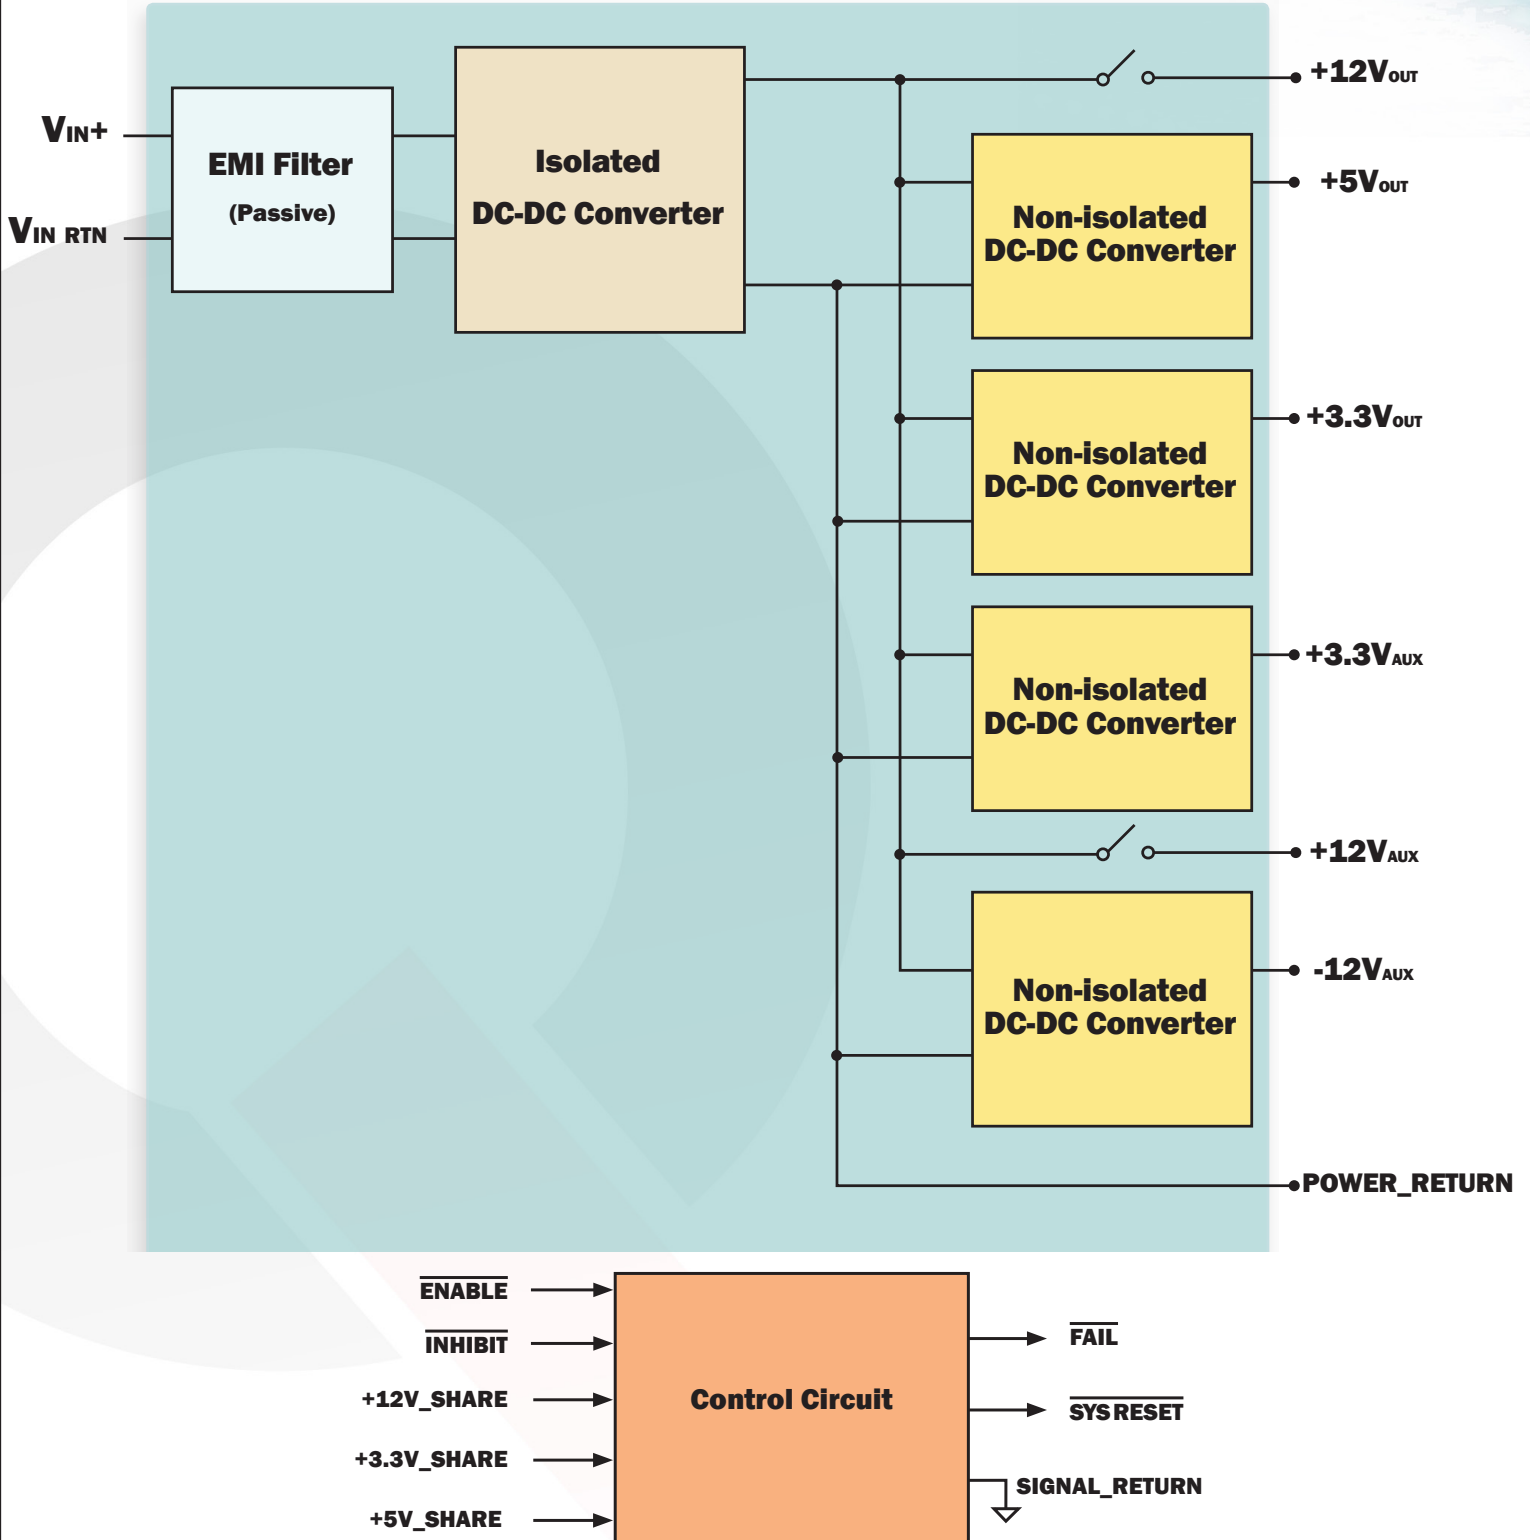 VIN+
VIN RTN
EMI Filter
(Passive)
Isolated
DC-DC Converter
+12VOUT
Non-isolated
DC-DC Converter
+5VOUT
Non-isolated
DC-DC Converter
+3.3VOUT
Non-isolated
DC-DC Converter
+3.3VAUX
+12VAUX
Non-isolated
DC-DC Converter
-12VAUX
POWER_RETURN
ENABLE
INHIBIT
+12V_SHARE
+3.3V_SHARE
+5V_SHARE
Control Circuit
FAIL
SYS RESET
SIGNAL_RETURN